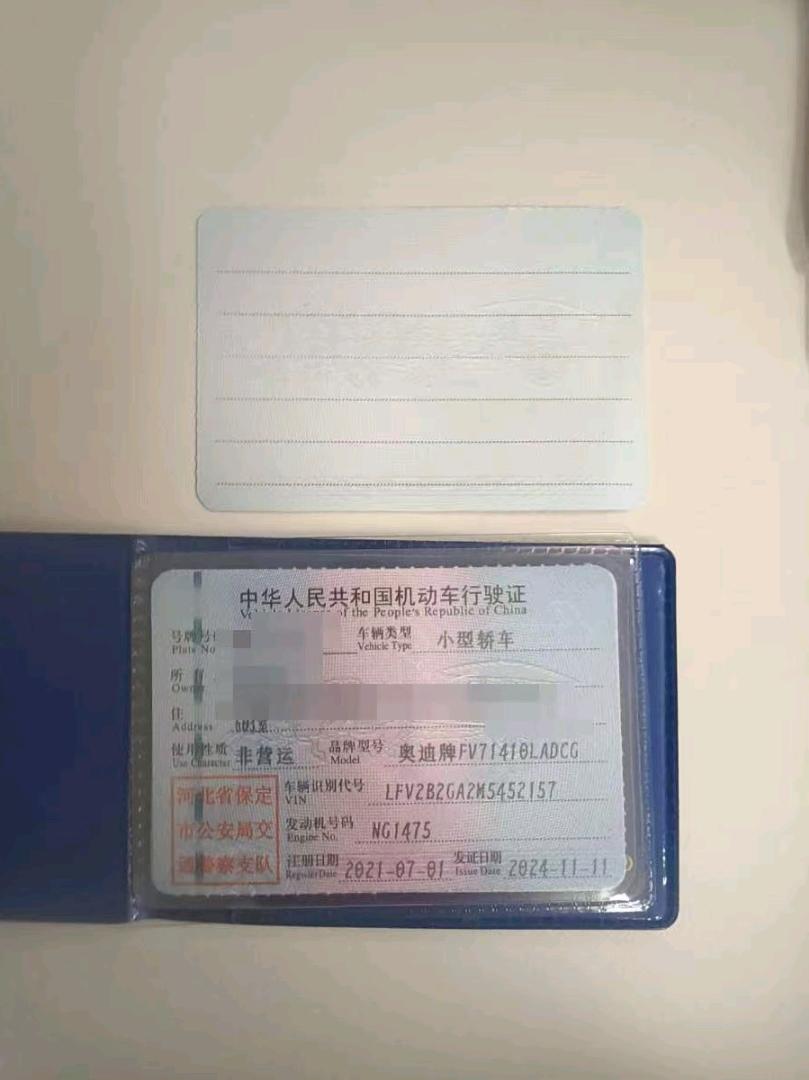 中华人民共和国机动车行驶证
of the People's Republic of China
号牌号 车辆类型 小型轿车
Plate No Vehicle Type
所 有
Owner
住
Address
使用性质 非营运 品牌型号 奥迪牌FV71410LADCG
Use Character Model
河北省保定 车辆识别代号 LFV2B2GA2M5452157
VIN
市公安局交 发动机号码 NG1475
Engine No.
通警察支队 注册日期 2021-07-01 发证日期 2024-11-11
Register Date Issue Date